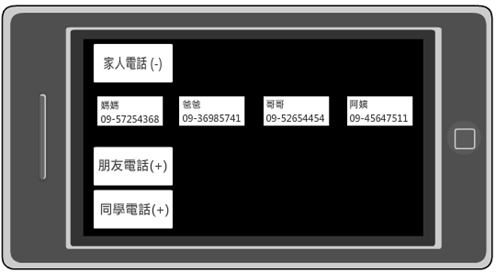 家人電話 (-)
媽媽
09-57254368
爸爸
09-36985741
哥哥
09-52654454
阿姨
09-45647511
朋友電話(+)
同學電話(+)